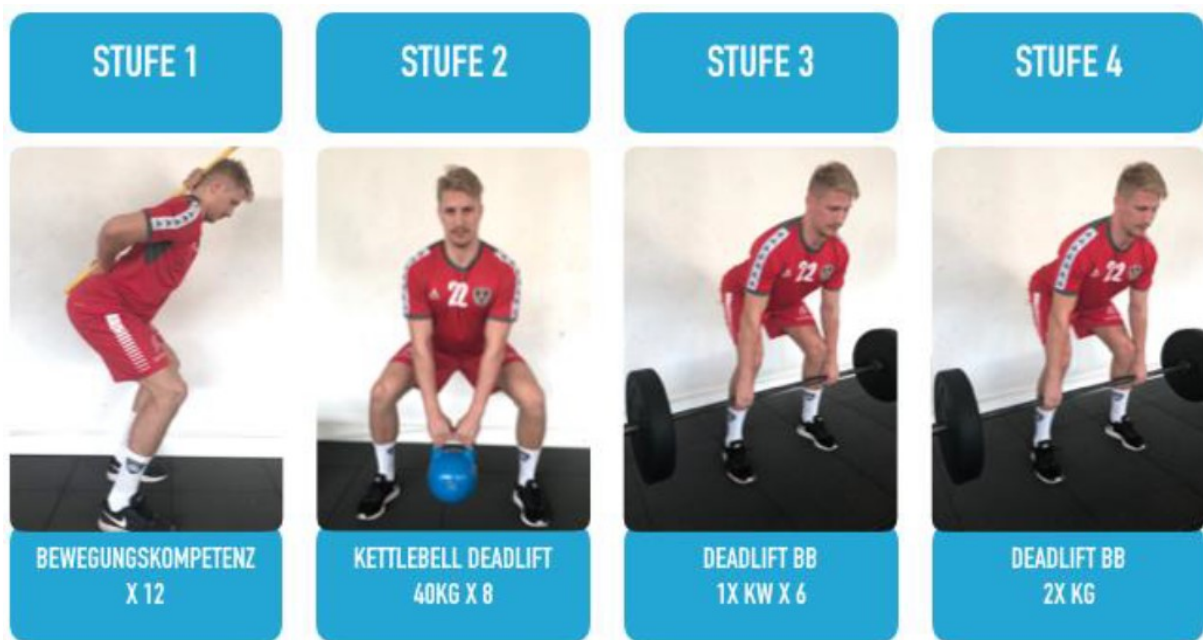 STUFE 1
STUFE 2
STUFE 3
STUFE 4
22
22
22
BEWEGUNGSKOMPETENZ
X 12
KETTLEBELL DEADLIFT
40KG X 8
DEADLIFT BB
1X KW X 6
DEADLIFT BB
2X KG